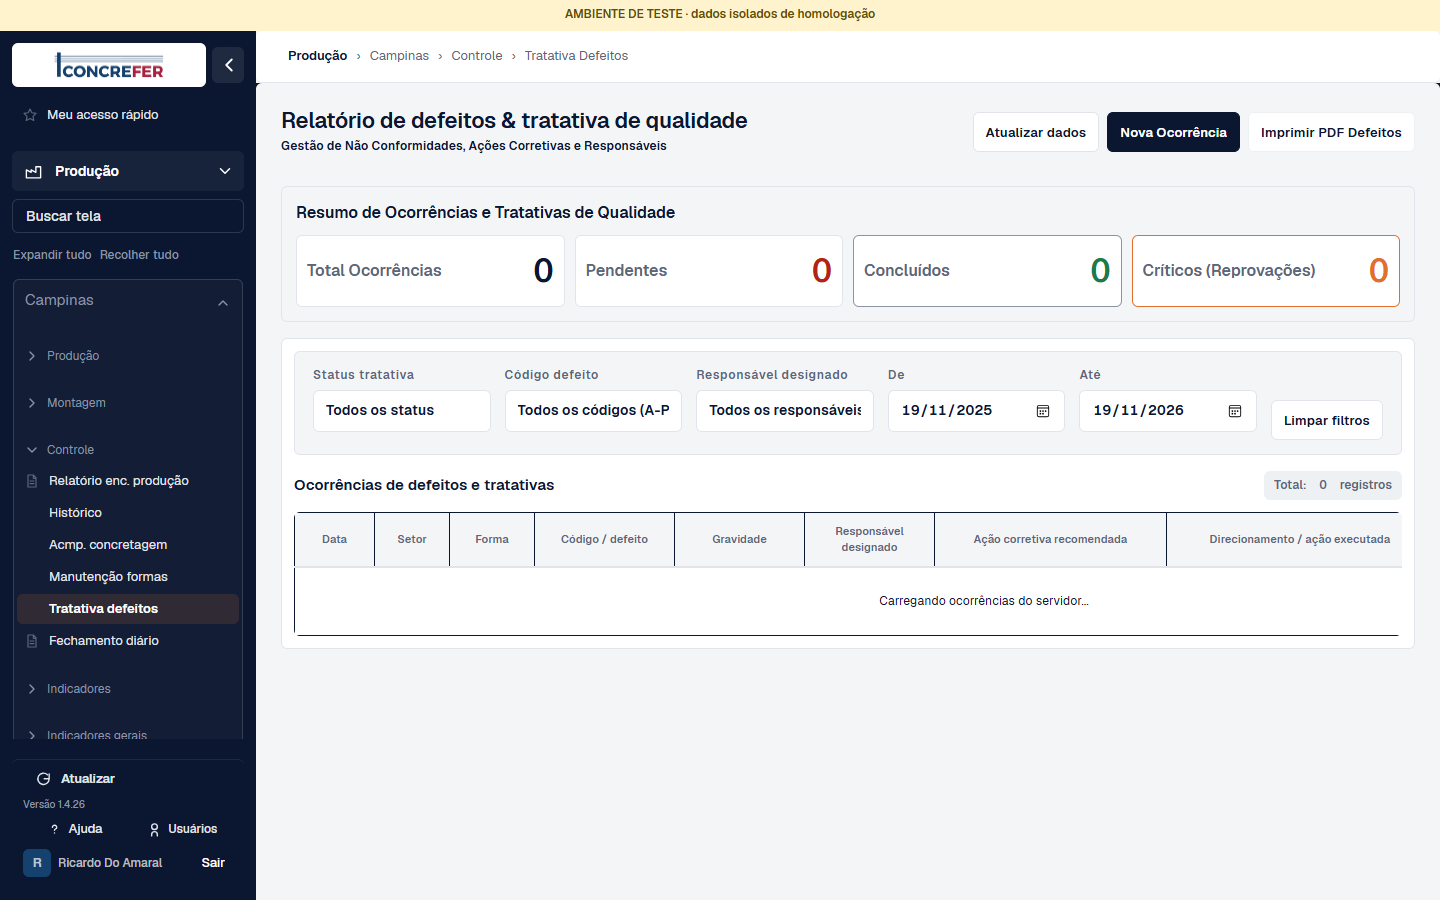 AMBIENTE DE TESTE · dados isolados de homologação
CONCREFER
Meu acesso rápido
Produção
Buscar tela
Expandir tudo Recolher tudo
Campinas
Produção
Montagem
Controle
Relatório enc. produção
Histórico
Acmp. concretagem
Manutenção formas
Tratativa defeitos
Fechamento diário
Indicadores
Indicadores gerais
Atualizar
Versão 1.4.26
? Ajuda Usuários
R Ricardo Do Amaral Sair
Produção › Campinas › Controle › Tratativa Defeitos
Relatório de defeitos & tratativa de qualidade
Gestão de Não Conformidades, Ações Corretivas e Responsáveis
Atualizar dados Nova Ocorrência Imprimir PDF Defeitos
Resumo de Ocorrências e Tratativas de Qualidade
Total Ocorrências 0 Pendentes 0 Concluídos 0 Críticos (Reprovações) 0
Status tratativa Código defeito Responsável designado De Até
Todos os status Todos os códigos (A-P Todos os responsáveis 19/11/2025 19/11/2026 Limpar filtros
Ocorrências de defeitos e tratativas Total: 0 registros
Data Setor Forma Código / defeito Gravidade Responsável designado Ação corretiva recomendada Direcionamento / ação executada
Carregando ocorrências do servidor...